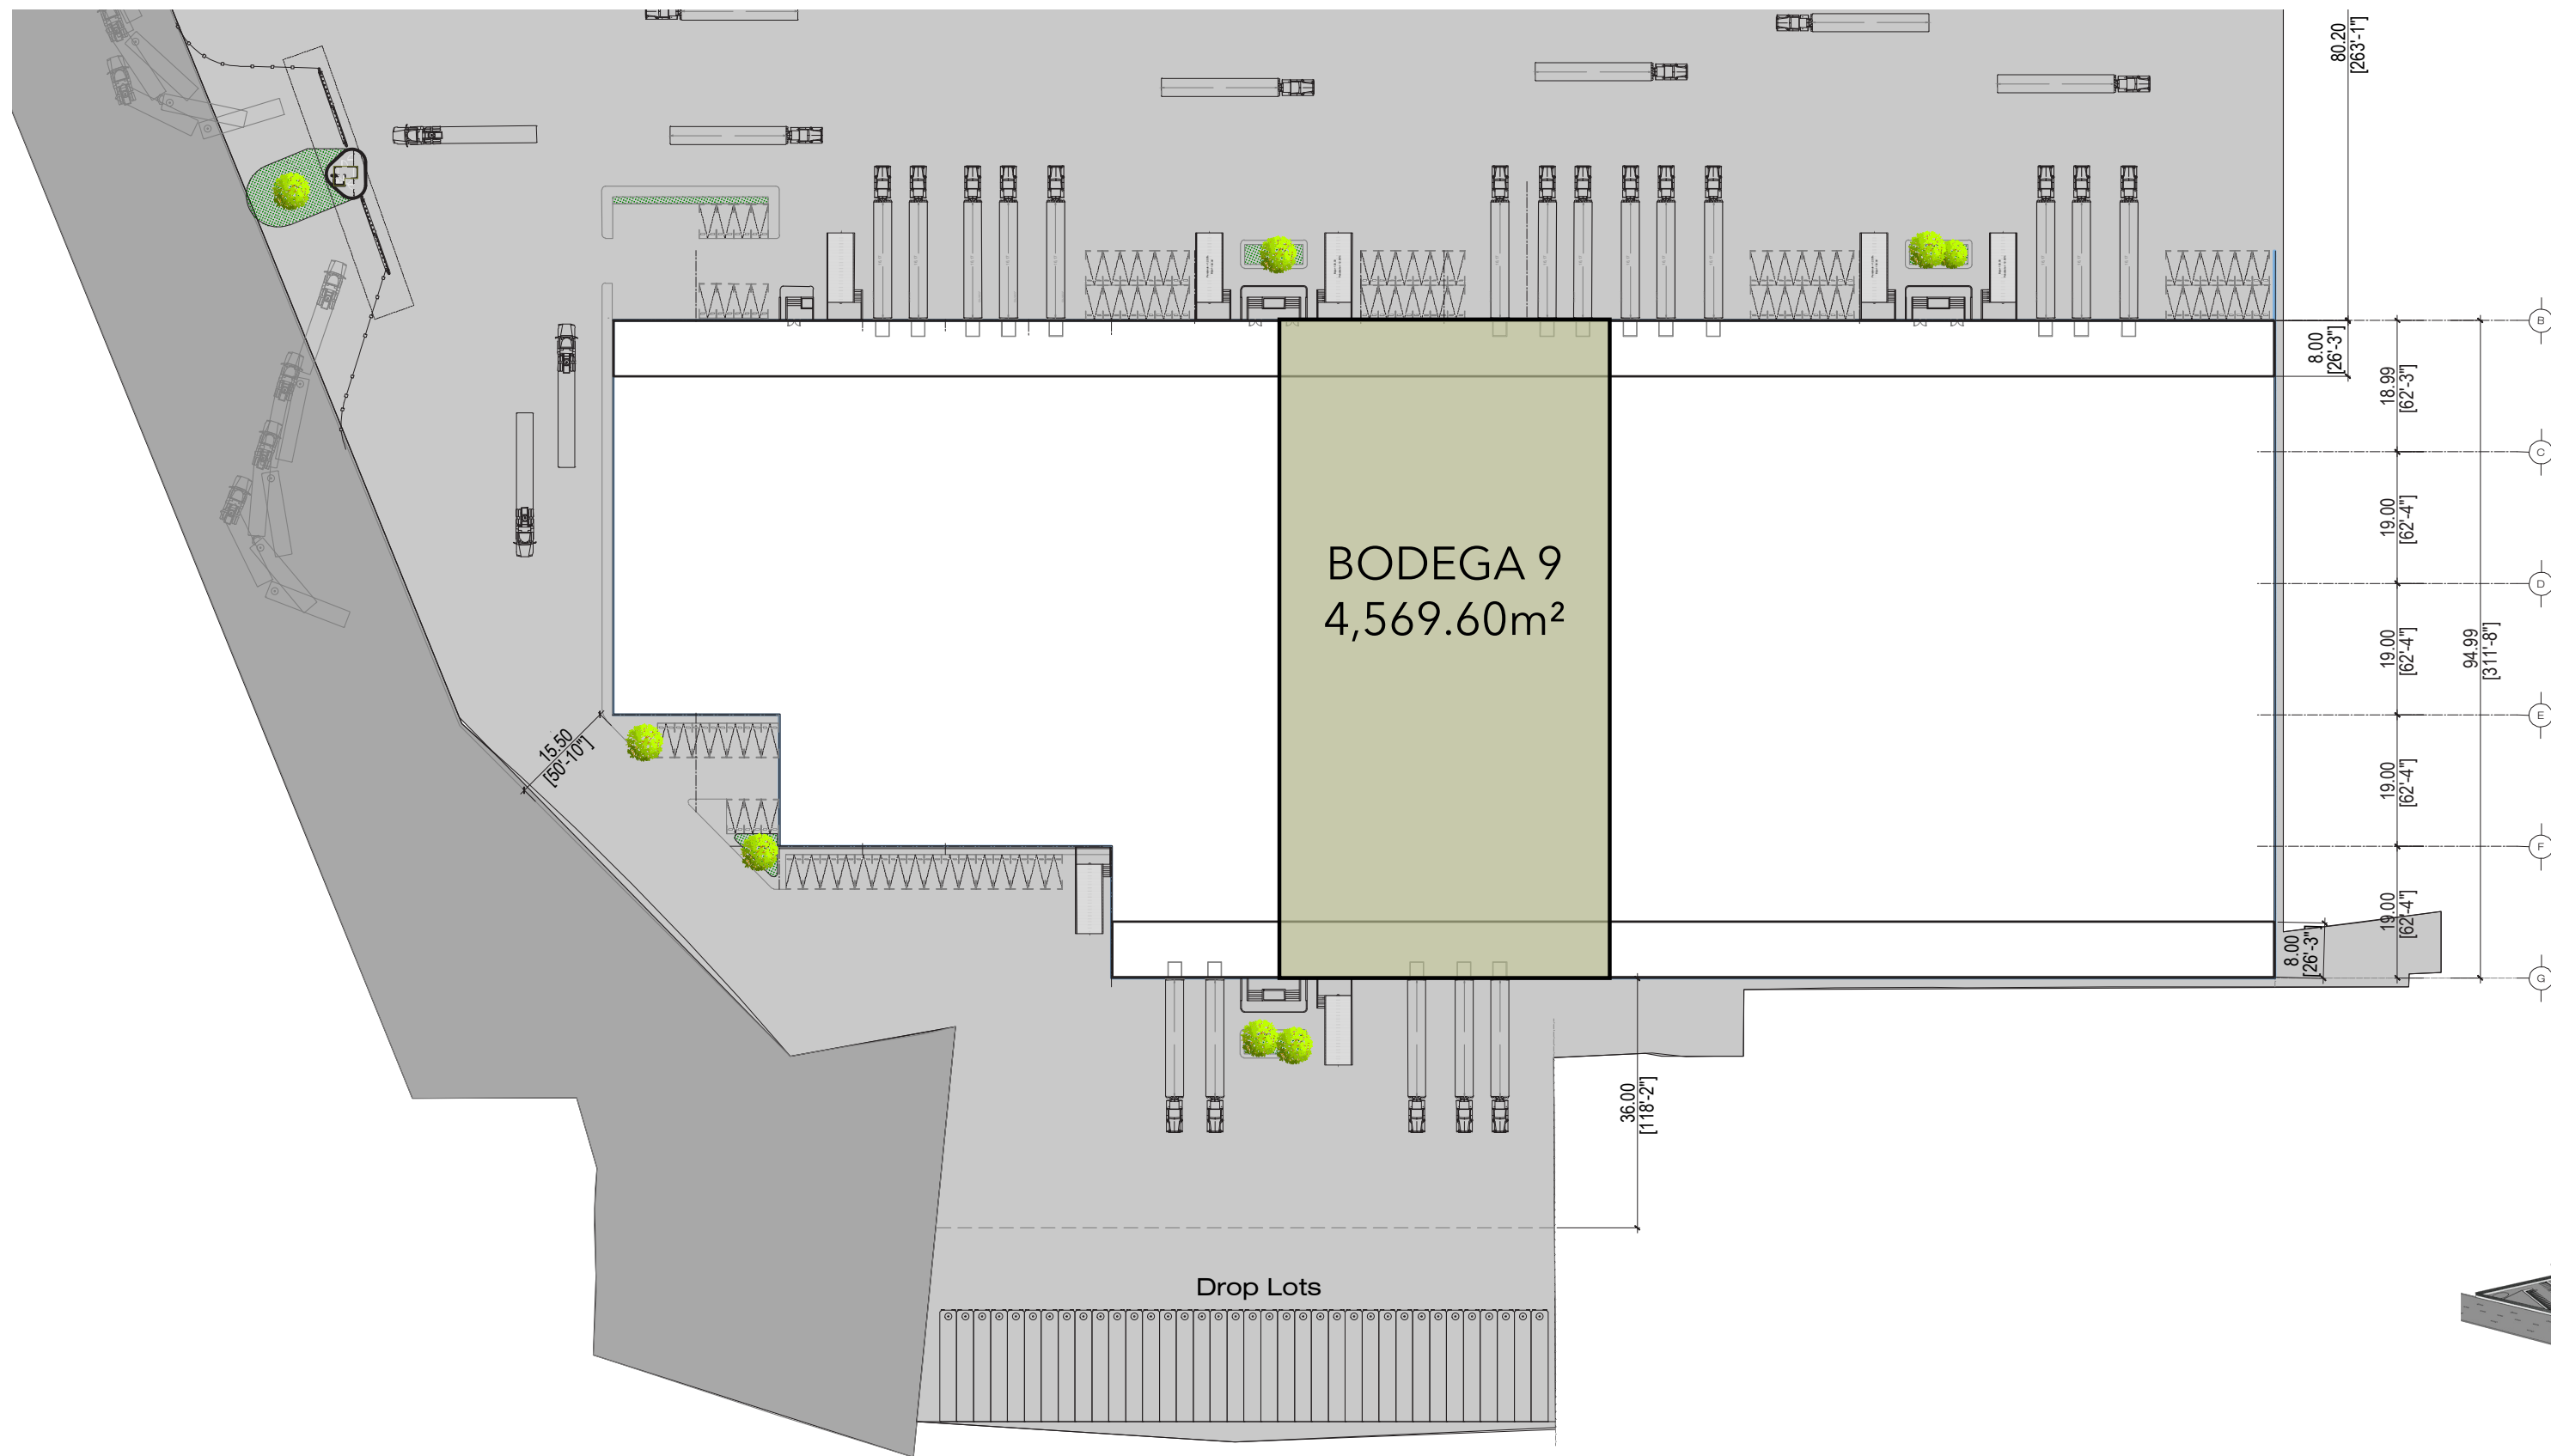 80.20
[263'-1"]
B
8.00
[26'-3"]
18.99
[62'-3"]
C
19.00
[62'-4"]
BODEGA 9
4,569.60m²
D
19.00
[62'-4"]
94.99
[311'-8"]
E
15.50
[50'-10"]
19.00
[62'-4"]
F
19.00
[62'-4"]
8.00
[26'-3"]
G
36.00
[118'-2"]
Drop Lots